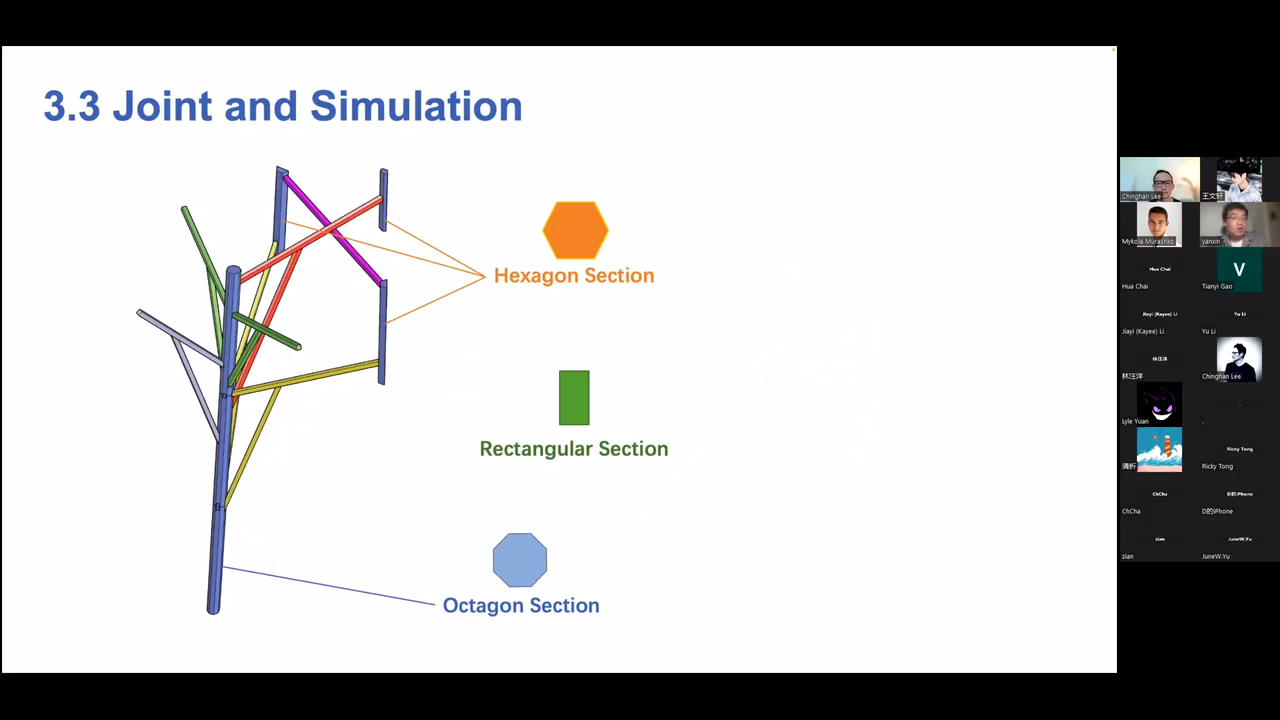 3.3 Joint and Simulation
Hexagon Section
Rectangular Section
Octagon Section
Chinghan Lee
王文轩
Mykola Murashko
yanxin
Hua Chai
Hua Chai
V
Tianyi Gao
Jiayi (Kayee) Li
Jiayi (Kayee) Li
Yu Li
Yu Li
林汪洋
林汪洋
Chinghan Lee
Lyle Yuan
.
清折
Ricky Tong
Ricky Tong
ChCha
ChCha
D的iPhone
D的iPhone
zian
zian
JuneW.Yu
JuneW.Yu